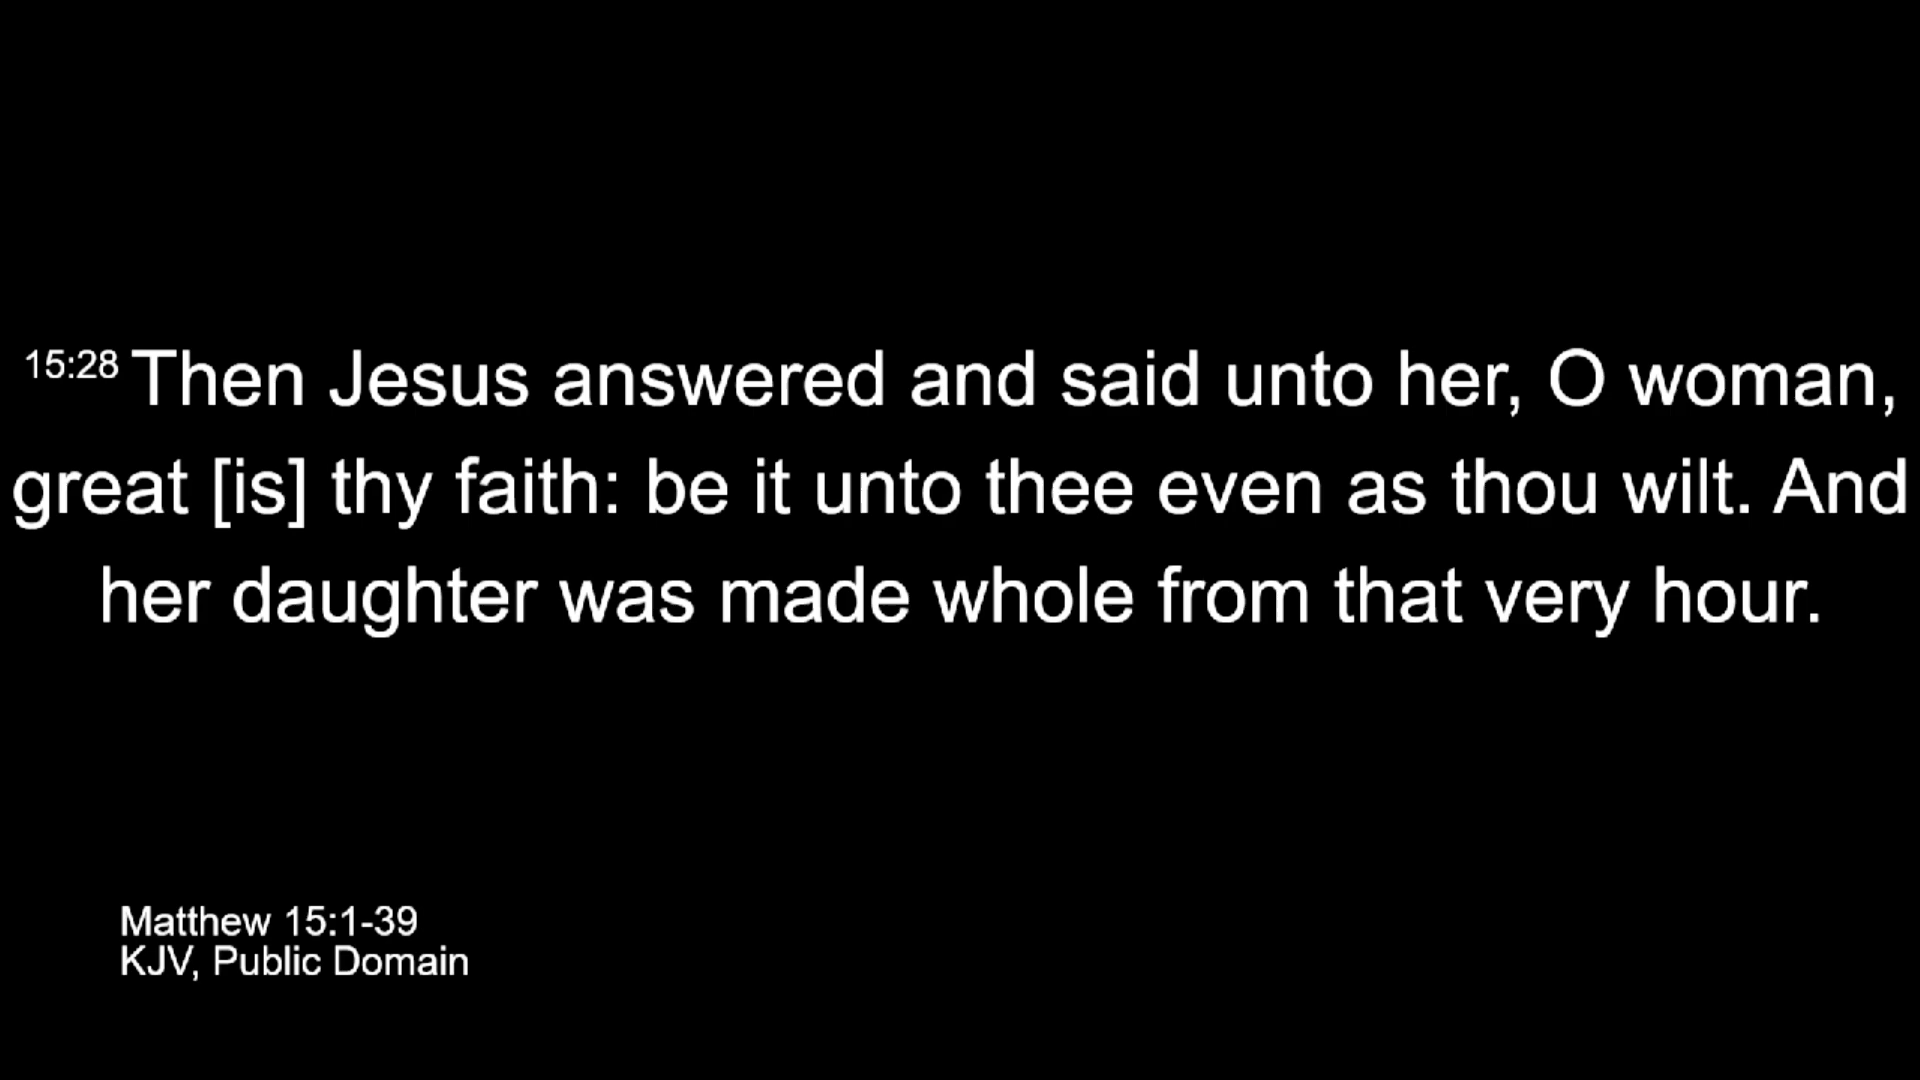 15:28 Then Jesus answered and said unto her, O woman,
great [is] thy faith: be it unto thee even as thou wilt. And
her daughter was made whole from that very hour.
Matthew 15:1-39
KJV, Public Domain